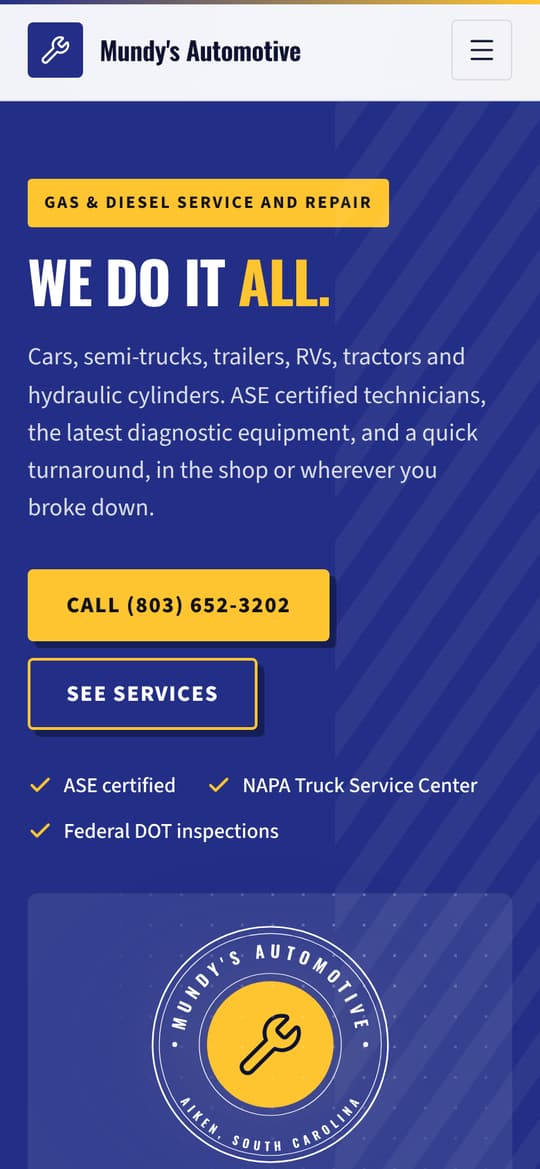 Mundy's Automotive
GAS & DIESEL SERVICE AND REPAIR
WE DO IT ALL.
Cars, semi-trucks, trailers, RVs, tractors and
hydraulic cylinders. ASE certified technicians,
the latest diagnostic equipment, and a quick
turnaround, in the shop or wherever you
broke down.
CALL (803) 652-3202
SEE SERVICES
ASE certified
NAPA Truck Service Center
Federal DOT inspections
• MUNDY'S AUTOMOTIVE •
AIKEN, SOUTH CAROLINA